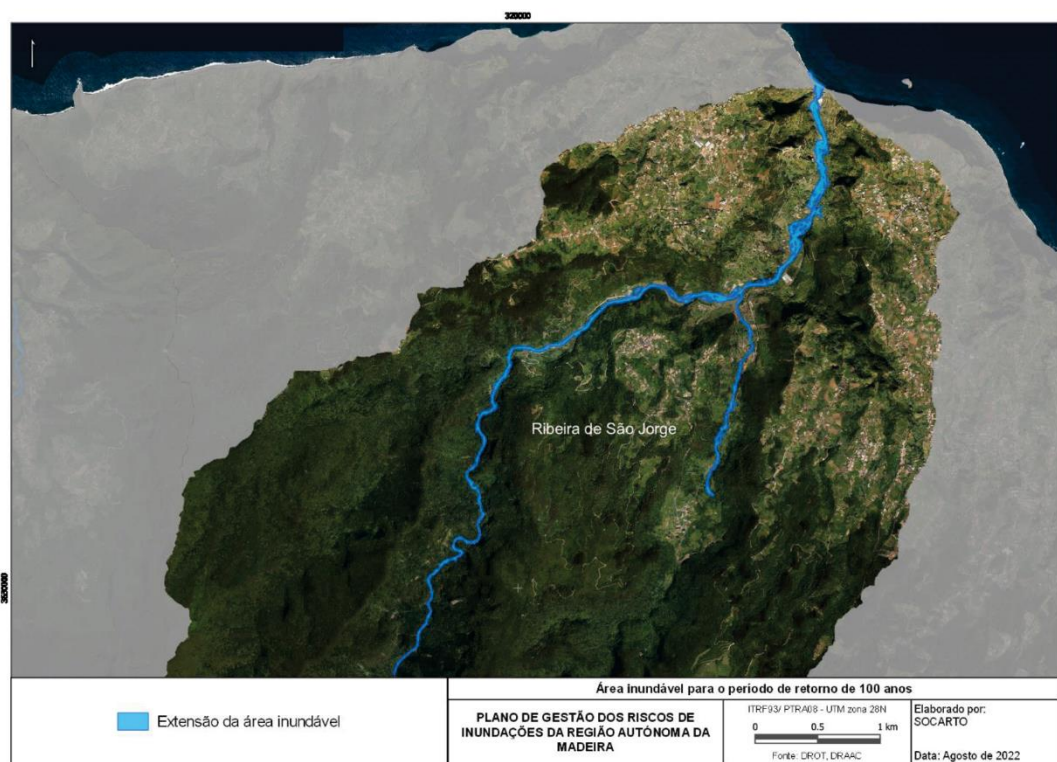 320000
3630000
Ribeira de São Jorge
Extensão da área inundável
Área inundável para o período de retorno de 100 anos
PLANO DE GESTÃO DOS RISCOS DE
INUNDAÇÕES DA REGIÃO AUTÓNOMA DA
MADEIRA
ITRF93/ PTRA08 - UTM zona 28N
0 0.5 1 km
Fonte: DROT, DRAAC
Elaborado por:
SOCARTO
Data: Agosto de 2022